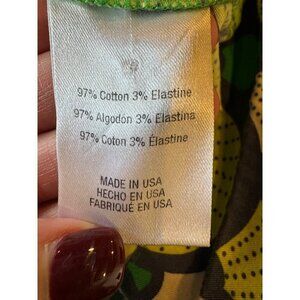 97% Cotton 3% Elastine
97% Algodón 3% Elastina
97% Coton 3% Élastine
MADE IN USA
HECHO EN USA
FABRIQUÉ EN USA